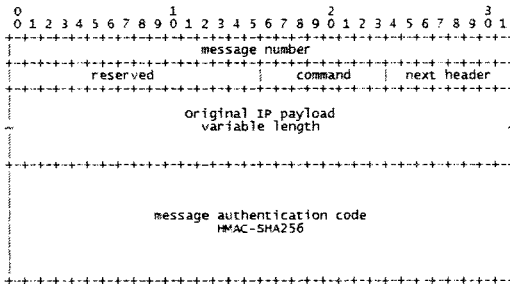 0 1 2 3
0 1 2 3 4 5 6 7 8 9 0 1 2 3 4 5 6 7 8 9 0 1 2 3 4 5 6 7 8 9 0 1
+-+-+-+-+-+-+-+-+-+-+-+-+-+-+-+-+-+-+-+-+-+-+-+-+-+-+-+-+-+-+-+-+
| message number
+-+-+-+-+-+-+-+-+-+-+-+-+-+-+-+-+-+-+-+-+-+-+-+-+-+-+-+-+-+-+-+-+
| reserved | command | next header
+-+-+-+-+-+-+-+-+-+-+-+-+-+-+-+-+-+-+-+-+-+-+-+-+-+-+-+-+-+-+-+-+
Original IP payload
~ variable length ~
+-+-+-+-+-+-+-+-+-+-+-+-+-+-+-+-+-+-+-+-+-+-+-+-+-+-+-+-+-+-+-+-+
message authentication code
HMAC-SHA256
+-+-+-+-+-+-+-+-+-+-+-+-+-+-+-+-+-+-+-+-+-+-+-+-+-+-+-+-+-+-+-+-+